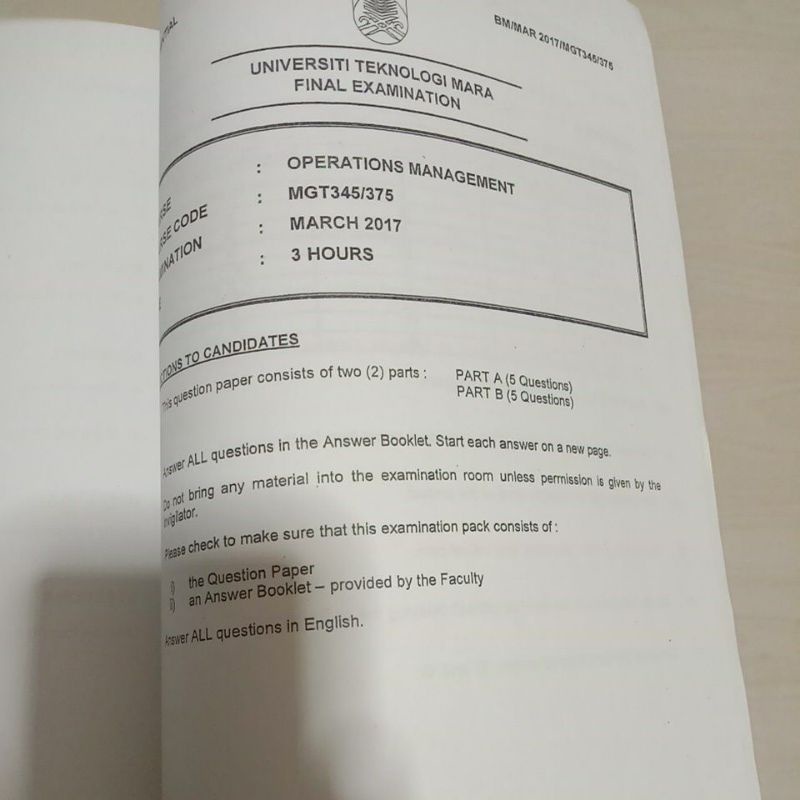 BM/MAR 2017/MGT345/375
UNIVERSITI TEKNOLOGI MARA
FINAL EXAMINATION
: OPERATIONS MANAGEMENT
RSE CODE : MGT345/375
MINATION : MARCH 2017
: 3 HOURS
TIONS TO CANDIDATES
This question paper consists of two (2) parts : PART A (5 Questions)
PART B (5 Questions)
Answer ALL questions in the Answer Booklet. Start each answer on a new page.
Do not bring any material into the examination room unless permission is given by the
invigilator.
Please check to make sure that this examination pack consists of :
i) the Question Paper
ii) an Answer Booklet – provided by the Faculty
Answer ALL questions in English.